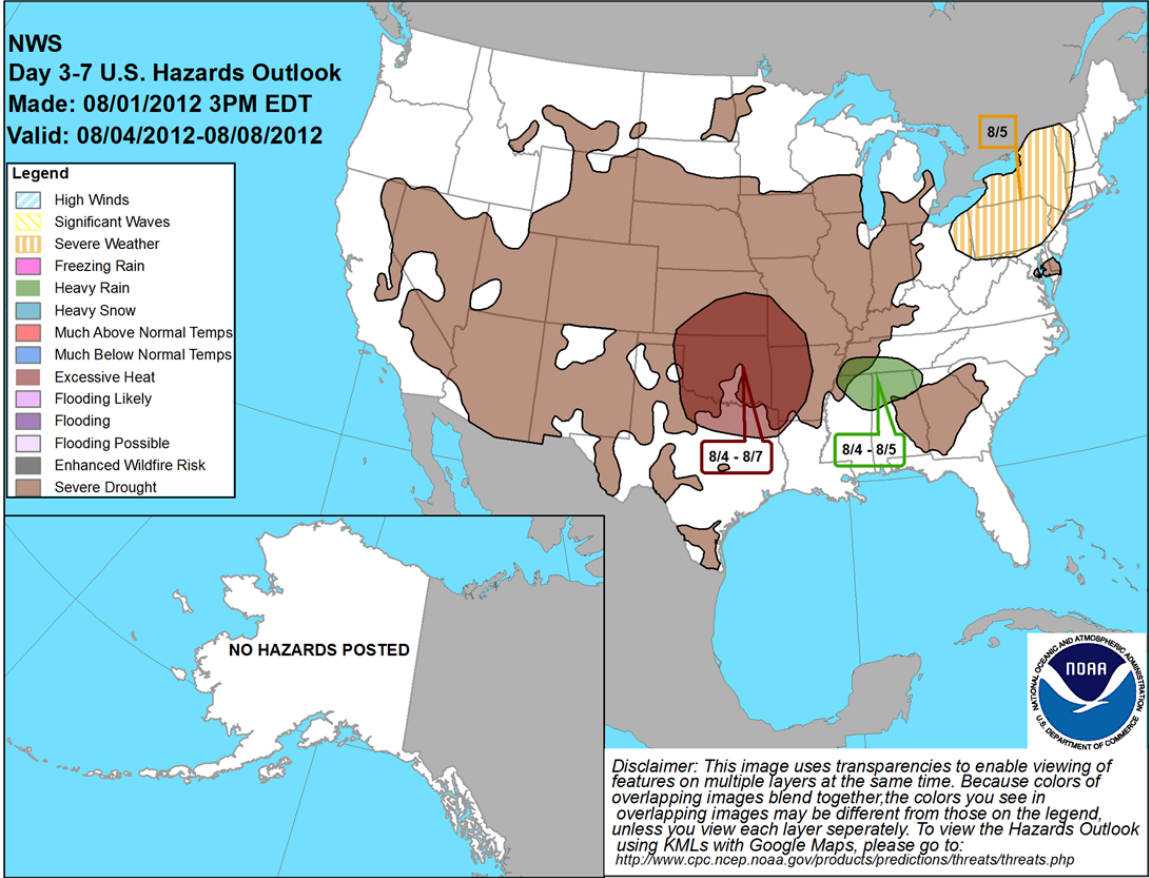 NWS
Day 3-7 U.S. Hazards Outlook
Made: 08/01/2012 3PM EDT
Valid: 08/04/2012-08/08/2012
Legend
High Winds
Significant Waves
Severe Weather
Freezing Rain
Heavy Rain
Heavy Snow
Much Above Normal Temps
Much Below Normal Temps
Excessive Heat
Flooding Likely
Flooding
Flooding Possible
Enhanced Wildfire Risk
Severe Drought
8/5
8/4 - 8/7
8/4 - 8/5
NO HAZARDS POSTED
NATIONAL OCEANIC AND ATMOSPHERIC ADMINISTRATION
NOAA
U.S. DEPARTMENT OF COMMERCE
Disclaimer: This image uses transparencies to enable viewing of
features on multiple layers at the same time. Because colors of
overlapping images blend together,the colors you see in
overlapping images may be different from those on the legend,
unless you view each layer seperately. To view the Hazards Outlook
using KMLs with Google Maps, please go to:
http://www.cpc.ncep.noaa.gov/products/predictions/threats/threats.php